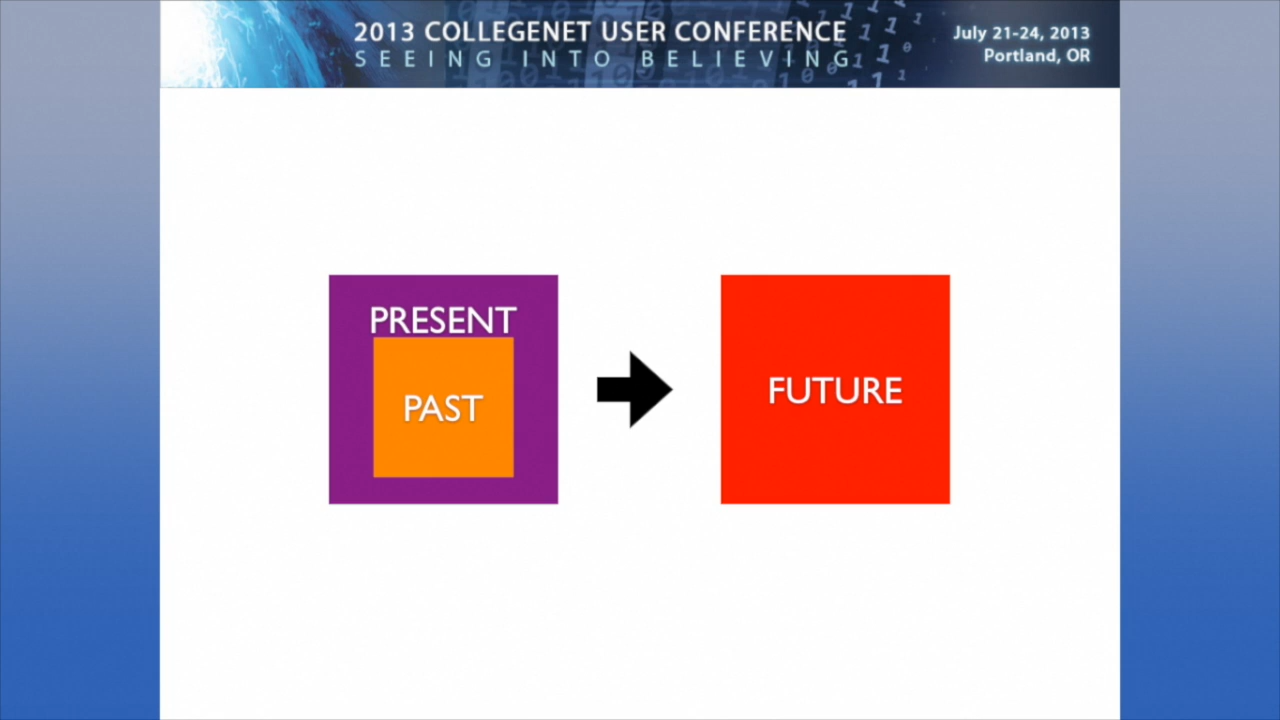 2013 COLLEGENET USER CONFERENCE
SEEING INTO BELIEVING
July 21-24, 2013
Portland, OR
PRESENT
PAST
FUTURE